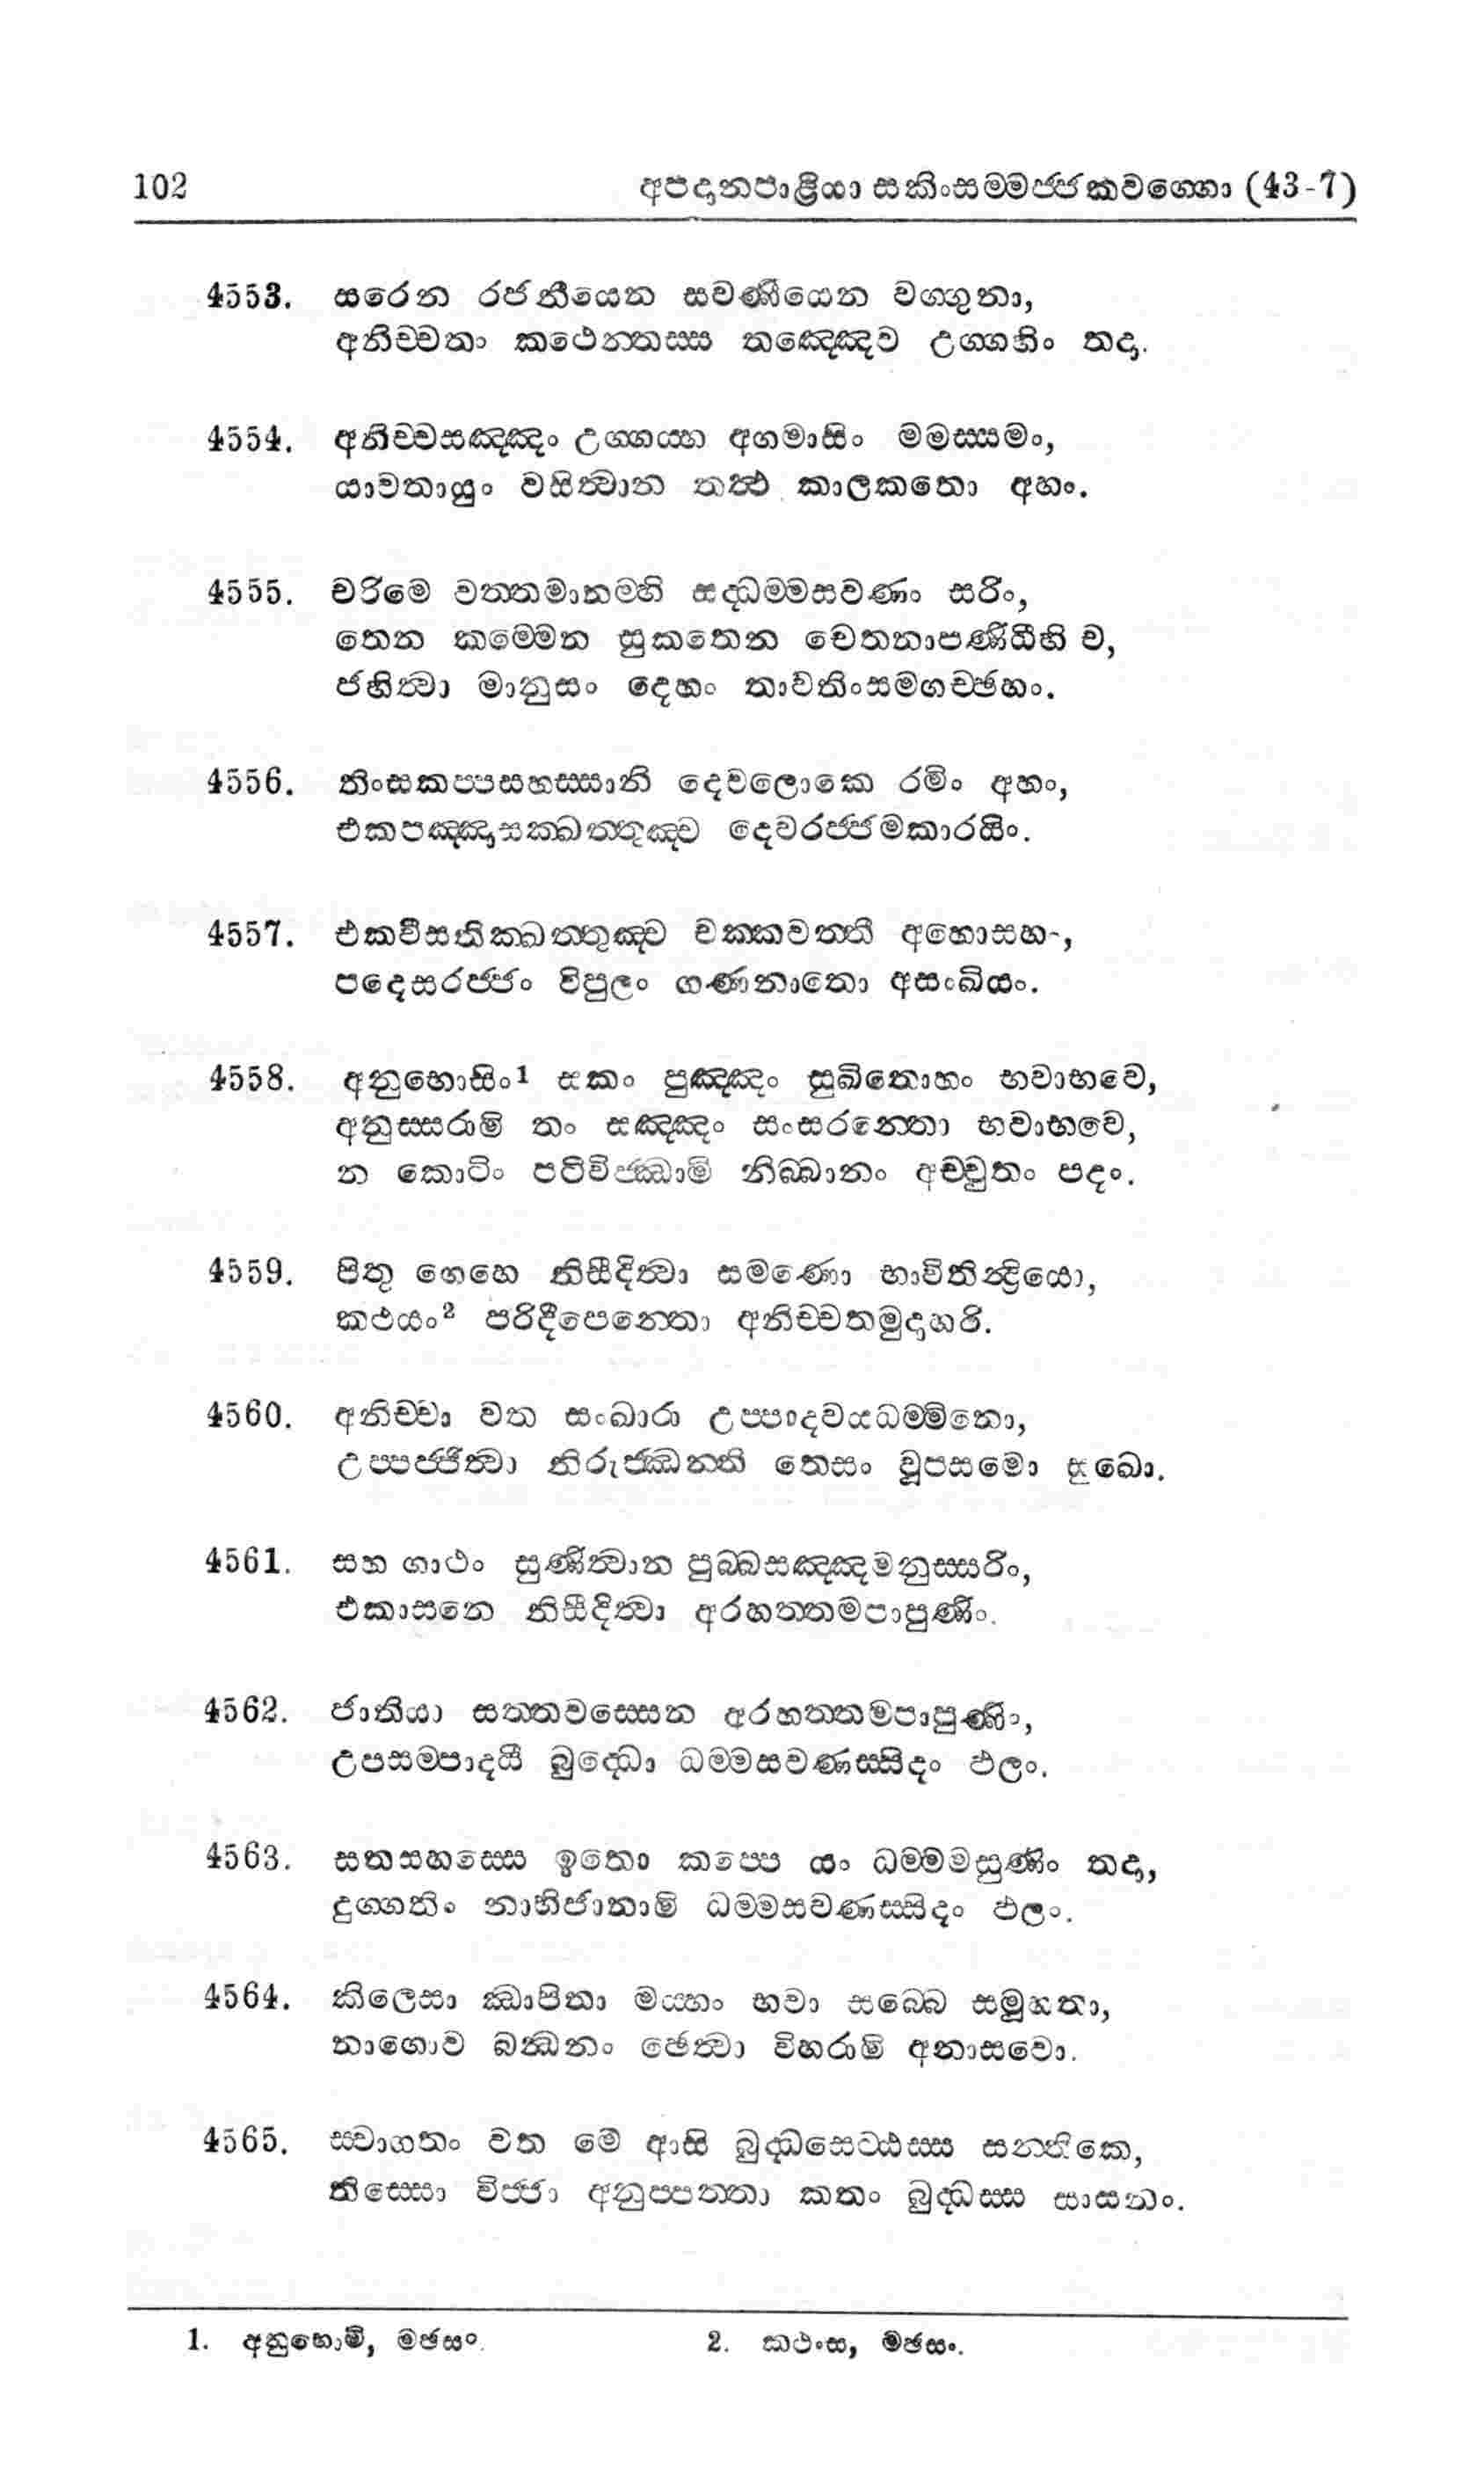 102 අපදානපාළියා සකිංසම්මජ්ජකවග්ගො (43-7)
4553. සරෙන රජනීයෙන සවණීයෙන වග්ගුනා,
අනිච්චතං කථෙන්තස්ස තඤ්ඤෙව උග්ගහිං තදා.
4554. අනිච්චසඤ්ඤං උග්ගය්හ අගමාසිං මමස්සමං,
යාවතායුං වසිත්වාන තත්ථ කාලකතො අහං.
4555. චරිමෙ වත්තමානම්හි සද්ධම්මසවණං සරිං,
තෙන කම්මෙන සුකතෙන චෙතනාපණිධීහි ච,
ජහිත්වා මානුසං දෙහං තාවතිංසමගච්ඡහං.
4556. තිංසකප්පසහස්සානි දෙවලොකෙ රමිං අහං,
එකපඤ්ඤාසක්ඛත්තුඤ්ච දෙවරජ්ජමකාරයිං.
4557. එකවීසතික්ඛත්තුඤ්ච චක්කවත්තී අහොසහං,
පදෙසරජ්ජං විපුලං ගණනාතො අසංඛියං.
4558. අනුභොසිං1 සකං පුඤ්ඤං සුඛිතොහං භවාභවෙ,
අනුස්සරාමි තං සඤ්ඤං සංසරන්තො භවාභවෙ,
න කොටිං පටිවිජ්ඣාමි නිබ්බානං අච්චුතං පදං.
4559. පිතු ගෙහෙ නිසීදිත්වා සමණො භාවිතින්ද්‍රියො,
කථයං2 පරිදීපෙන්තො අනිච්චතමුදාහරි.
4560. අනිච්චා වත සංඛාරා උප්පාදවයධම්මිනො,
උප්පජ්ජිත්වා නිරුජ්ඣන්ති තෙසං වූපසමො සුඛො.
4561. සහ ගාථං සුණිත්වාන පුබ්බසඤ්ඤමනුස්සරිං,
එකාසනෙ නිසීදිත්වා අරහත්තමපාපුණිං.
4562. ජාතියා සත්තවස්සෙන අරහත්තමපාපුණිං,
උපසම්පාදයී බුද්ධො ධම්මසවණස්සිදං ඵලං.
4563. සතසහස්සෙ ඉතො කප්පෙ යං ධම්මමසුණිං තදා,
දුග්ගතිං නාභිජානාමි ධම්මසවණස්සිදං ඵලං.
4564. කිලෙසා ඣාපිතා මය්හං භවා සබ්බෙ සමූහතා,
නාගොව බන්ධනං ඡෙත්වා විහරාමි අනාසවො.
4565. ස්වාගතං වත මෙ ආසි බුද්ධසෙට්ඨස්ස සන්තිකෙ,
තිස්සො විජ්ජා අනුප්පත්තා කතං බුද්ධස්ස සාසනං.
1. අනුභොමි, මඡසං. 2. කථංස, මඡසං.